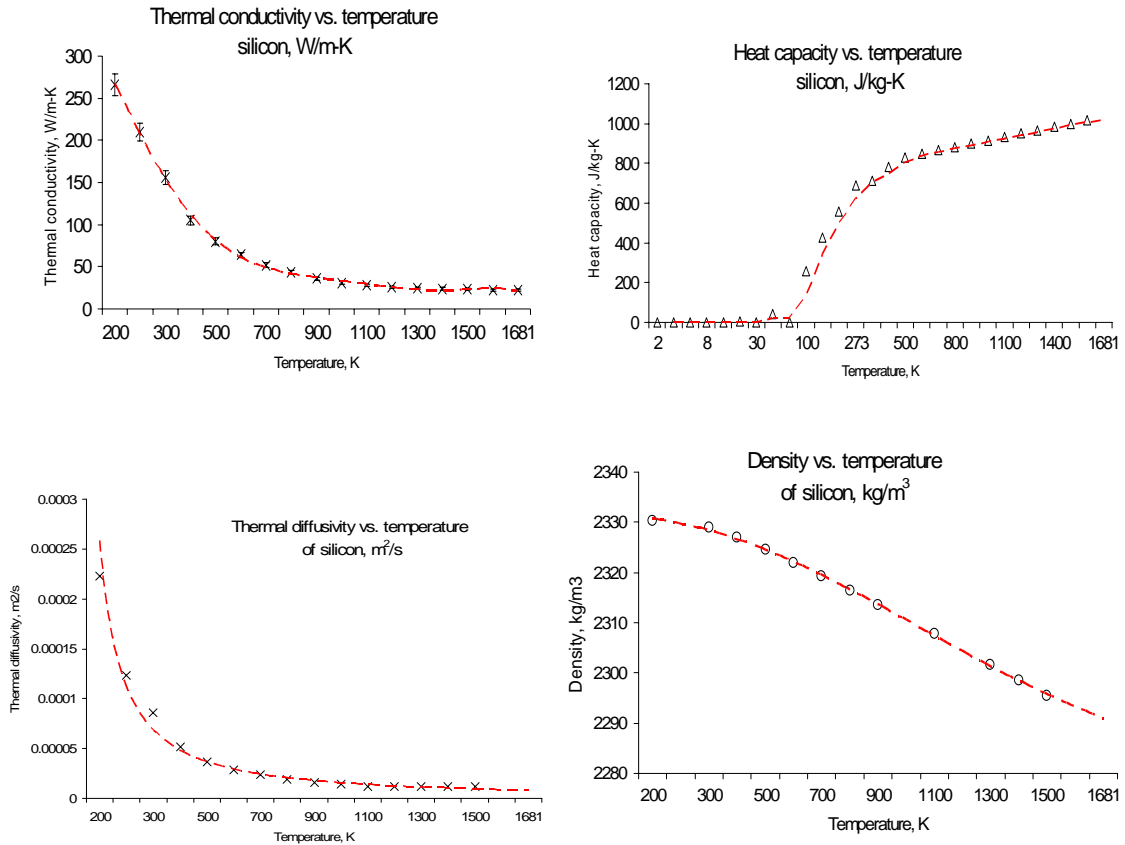 Thermal conductivity vs. temperature
silicon, W/m-K
Thermal conductivity, W/m-K
300
250
200
150
100
50
0
200 300 500 700 900 1100 1300 1500 1681
Temperature, K
Heat capacity vs. temperature
silicon, J/kg-K
Heat capacity, J/kg-K
1200
1000
800
600
400
200
0
2 8 30 100 273 500 800 1100 1400 1681
Temperature, K
Thermal diffusivity vs. temperature
of silicon, m²/s
Thermal diffusivity, m2/s
0.0003
0.00025
0.0002
0.00015
0.0001
0.00005
0
200 300 500 700 900 1100 1300 1500 1681
Temperature, K
Density vs. temperature
of silicon, kg/m³
Density, kg/m3
2340
2330
2320
2310
2300
2290
2280
200 300 500 700 900 1100 1300 1500 1681
Temperature, K